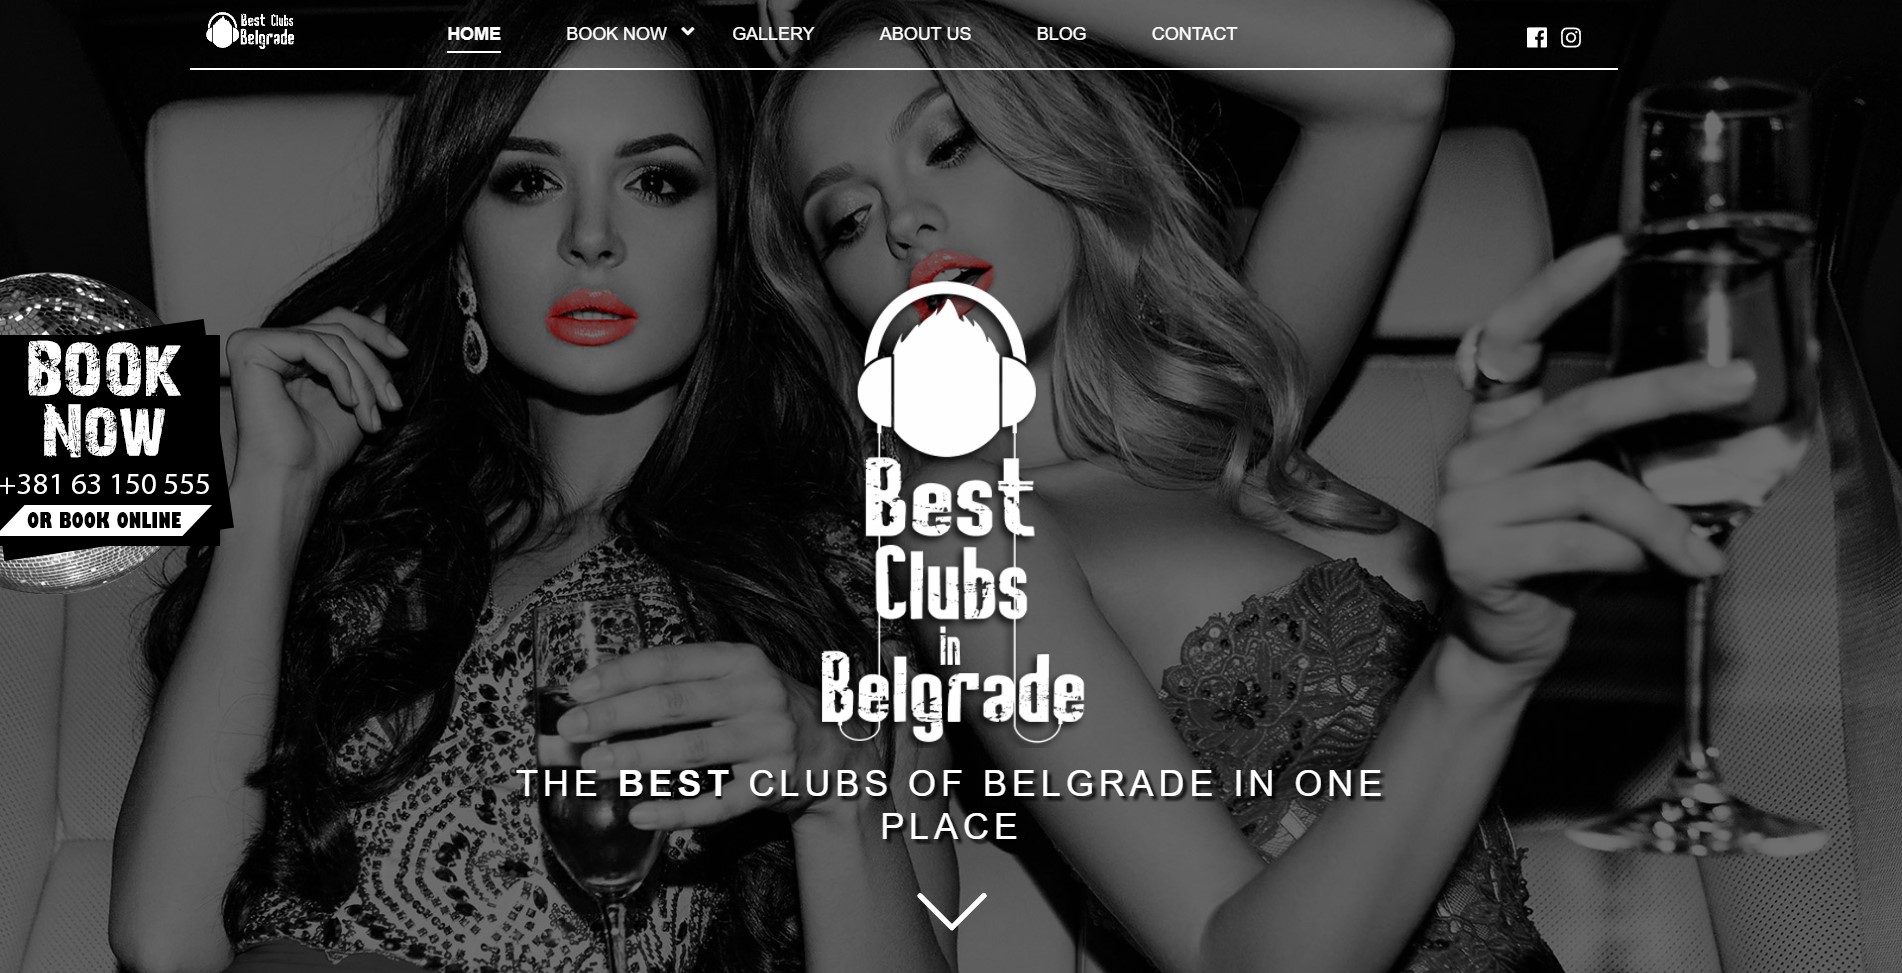 Best Clubs
Belgrade
HOME
BOOK NOW
GALLERY
ABOUT US
BLOG
CONTACT
BOOK
NOW
+381 63 150 555
OR BOOK ONLINE
Best
Clubs
in
Belgrade
THE BEST CLUBS OF BELGRADE IN ONE
PLACE